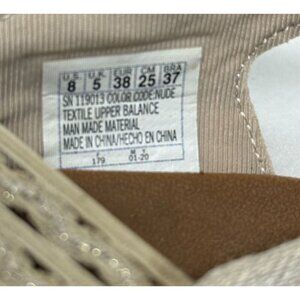 U.S. U.K. EUR CM BRA
8 5 38 25 37
SN 119013 COLOR CODE:NUDE
TEXTILE UPPER BALANCE
MAN MADE MATERIAL
MADE IN CHINA/HECHO EN CHINA
M Y
179 01-20